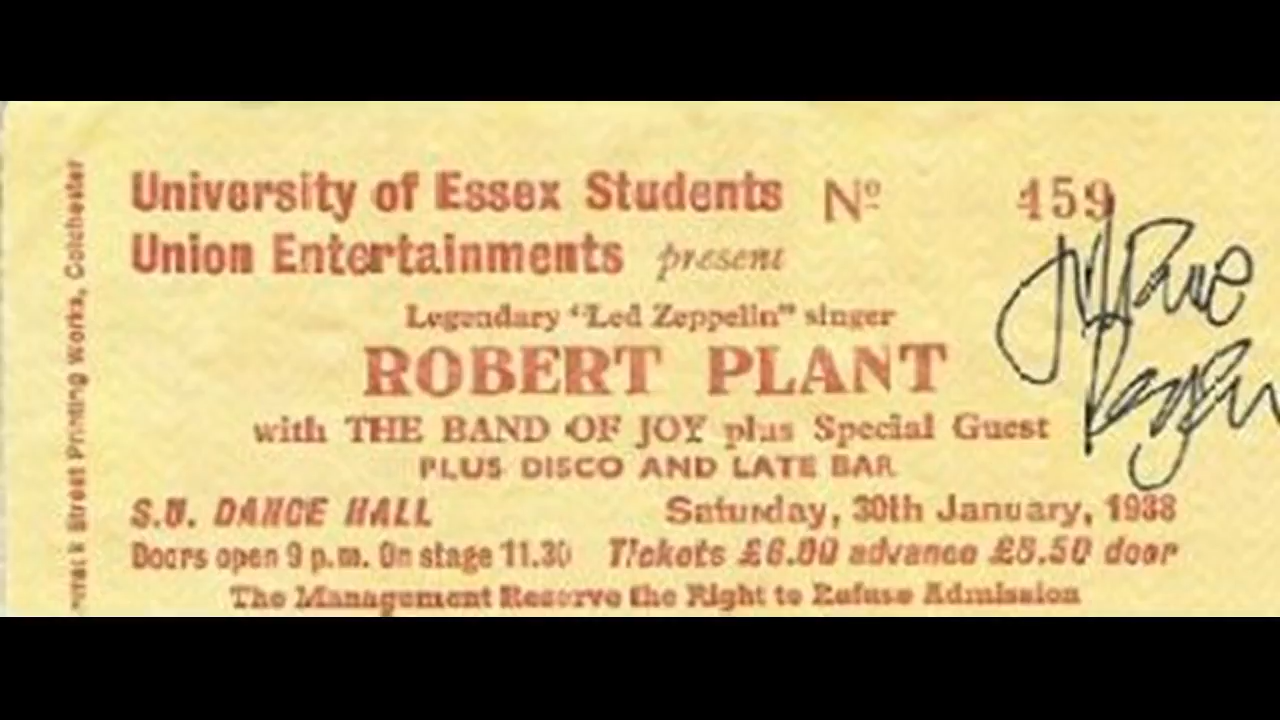 University of Essex Students Nº 459
Union Entertainments present
Legendary "Led Zeppelin" singer
ROBERT PLANT
with THE BAND OF JOY plus Special Guest
PLUS DISCO AND LATE BAR
S.U. DANCE HALL Saturday, 30th January, 1988
Doors open 9 p.m. On stage 11.30 Tickets £6.00 advance £6.50 door
The Management Reserve the Right to Refuse Admission
Street Printing Works, Colchester